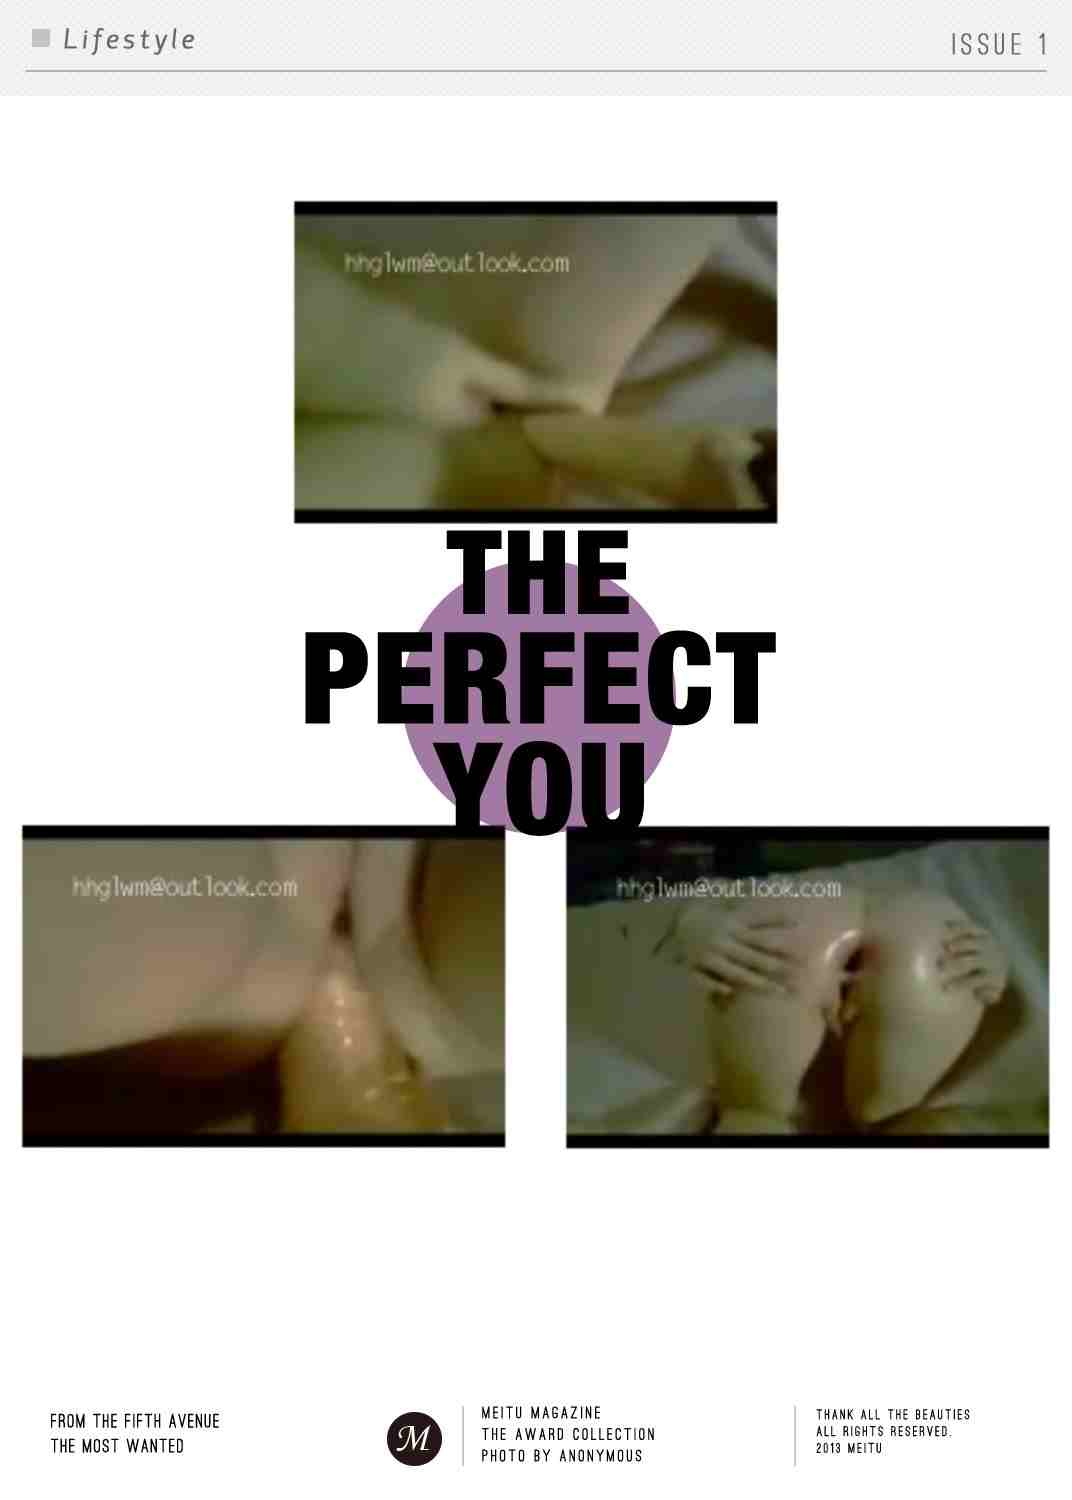 Lifestyle
ISSUE 1
hhglwm@outlook.com
THE
PERFECT
YOU
hhglwm@outlook.com
hhglwm@outlook.com
FROM THE FIFTH AVENUE
THE MOST WANTED
M
MEITU MAGAZINE
THE AWARD COLLECTION
PHOTO BY ANONYMOUS
THANK ALL THE BEAUTIES
ALL RIGHTS RESERVED.
2013 MEITU